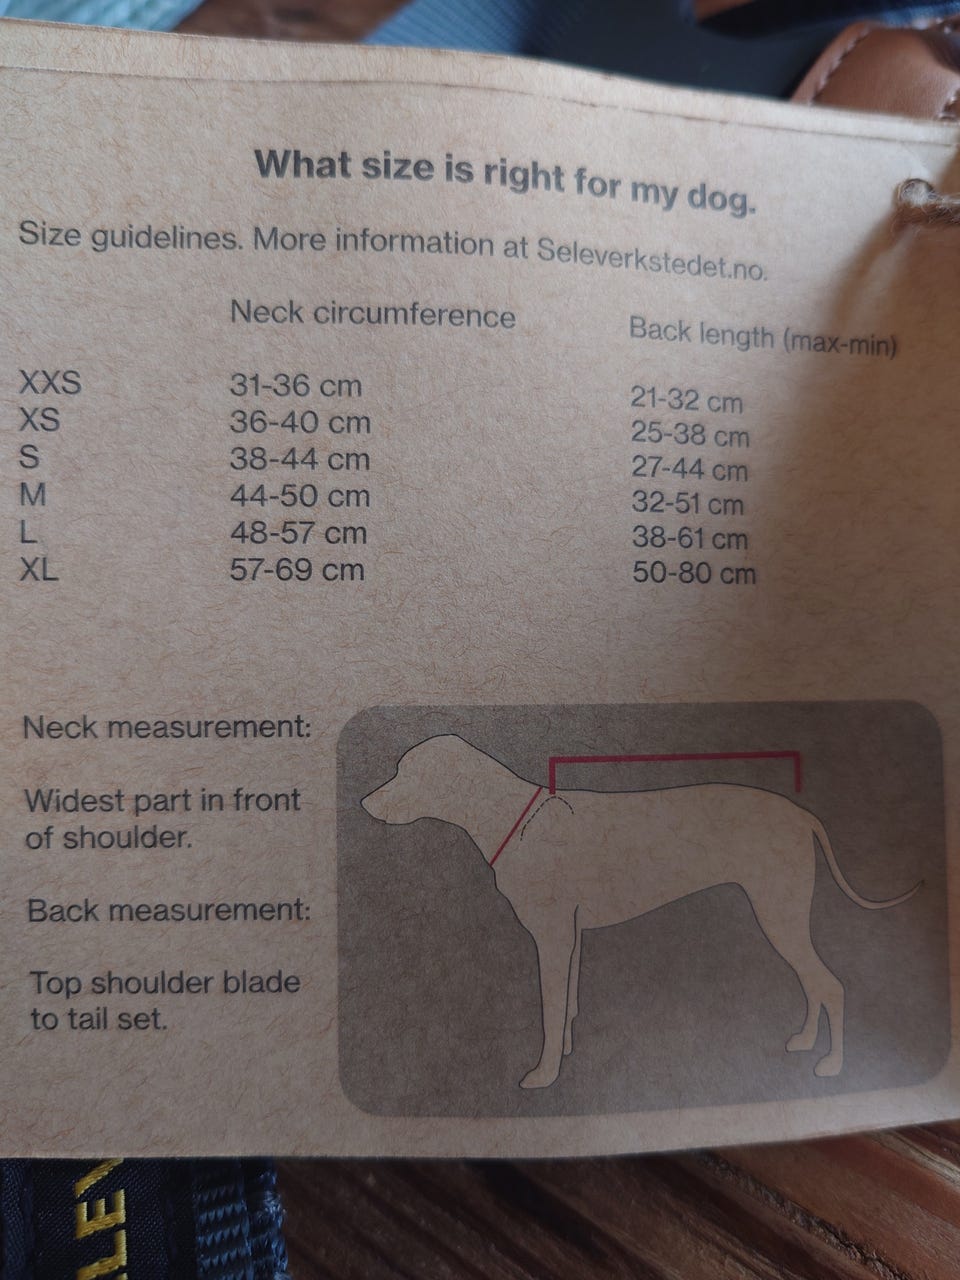 What size is right for my dog.
Size guidelines. More information at Seleverkstedet.no.
Neck circumference Back length (max-min)
XXS 31-36 cm 21-32 cm
XS 36-40 cm 25-38 cm
S 38-44 cm 27-44 cm
M 44-50 cm 32-51 cm
L 48-57 cm 38-61 cm
XL 57-69 cm 50-80 cm
Neck measurement:
Widest part in front
of shoulder.
Back measurement:
Top shoulder blade
to tail set.